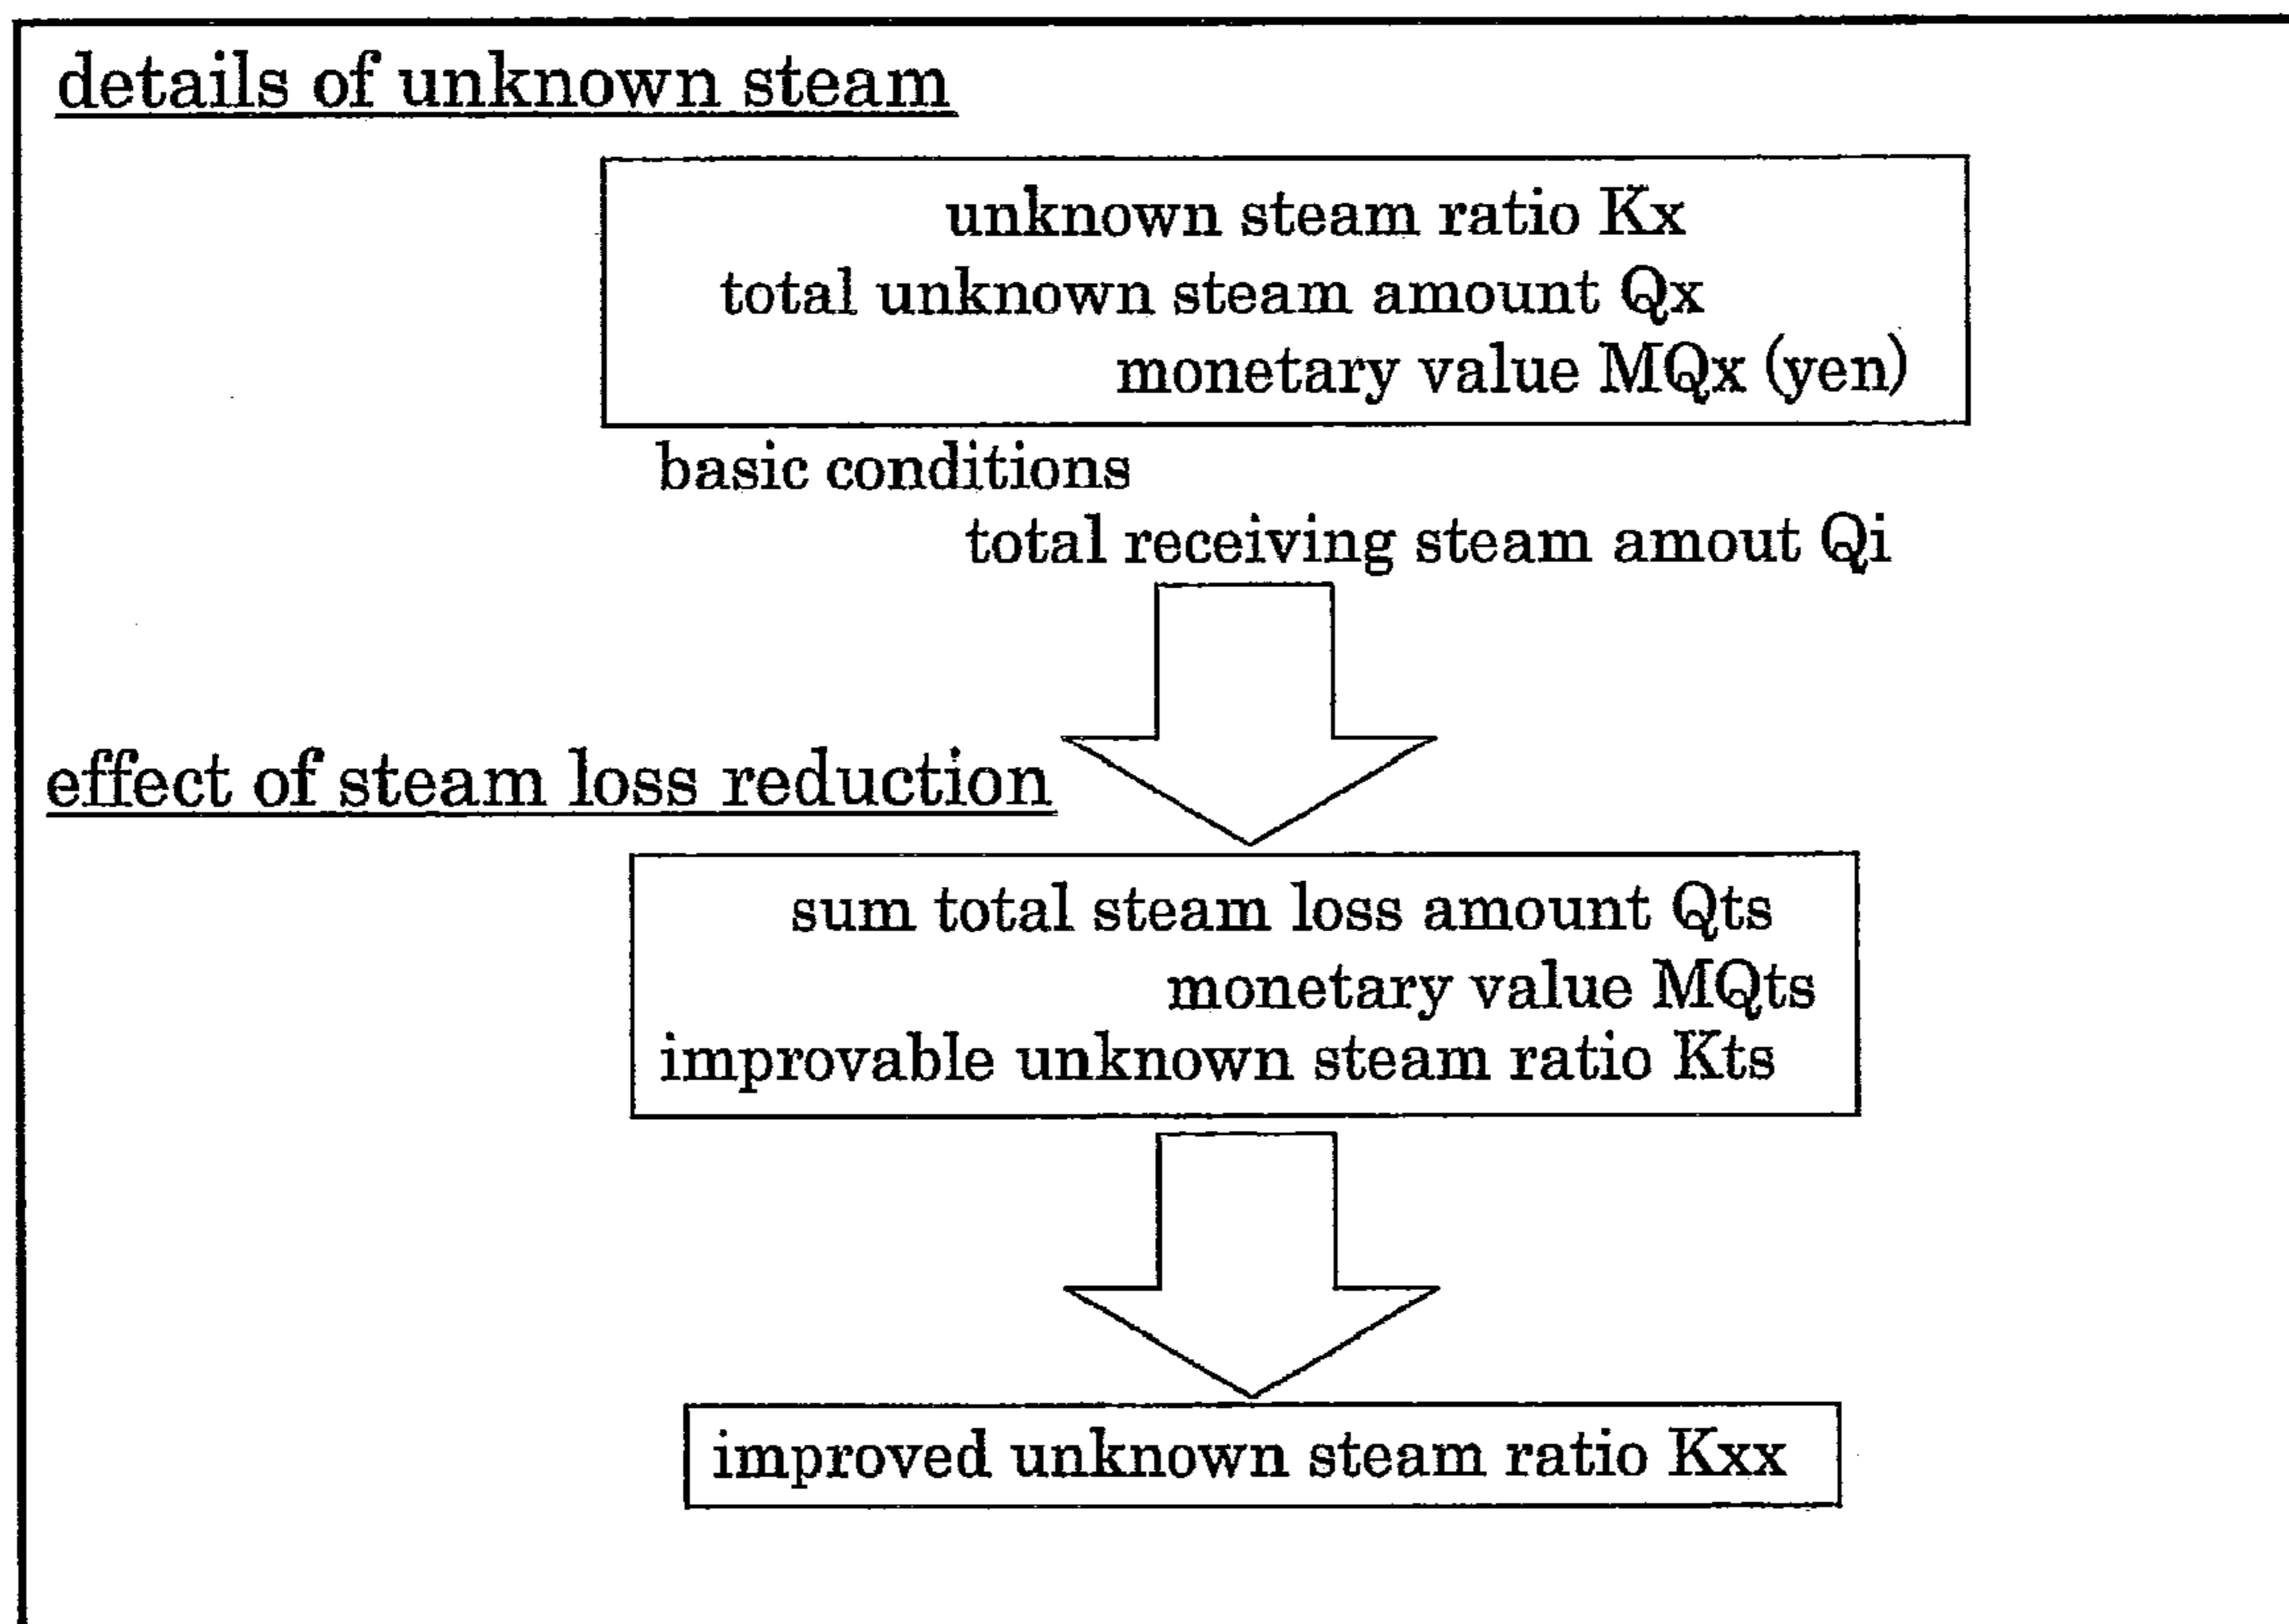 details of unknown steam
unknown steam ratio Kx
total unknown steam amount Qx
monetary value MQx (yen)
basic conditions
total receiving steam amout Qi
effect of steam loss reduction
sum total steam loss amount Qts
monetary value MQts
improvable unknown steam ratio Kts
improved unknown steam ratio Kxx